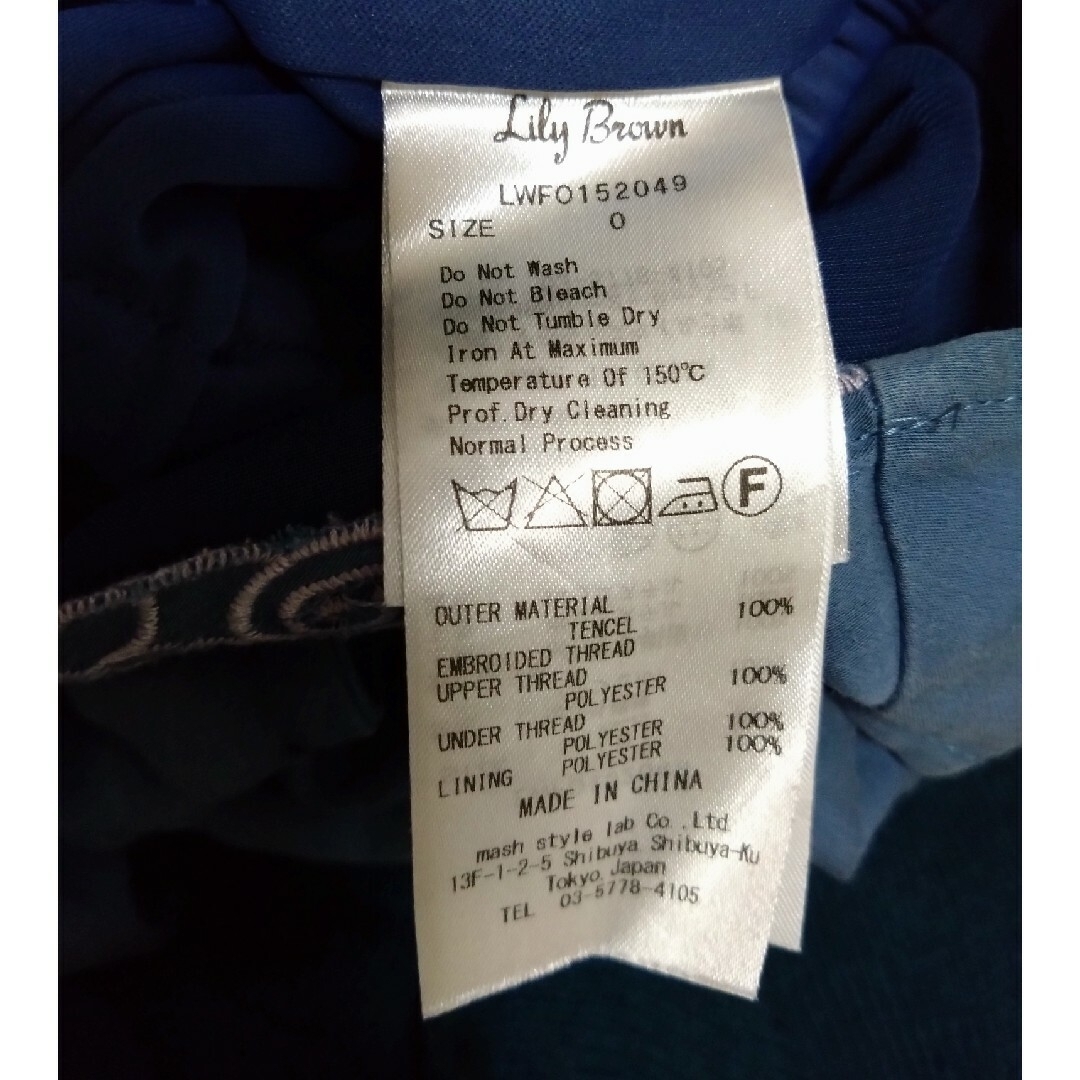 Lily Brown
LWFO152049
SIZE 0
Do Not Wash
Do Not Bleach
Do Not Tumble Dry
Iron At Maximum
Temperature Of 150℃
Prof.Dry Cleaning
Normal Process
F
OUTER MATERIAL
TENCEL 100%
EMBROIDED THREAD
UPPER THREAD
POLYESTER 100%
UNDER THREAD
POLYESTER 100%
LINING POLYESTER 100%
MADE IN CHINA
mash style lab Co.,Ltd
13F-1-2-5 Shibuya Shibuya-Ku
Tokyo Japan
TEL 03-5778-4105